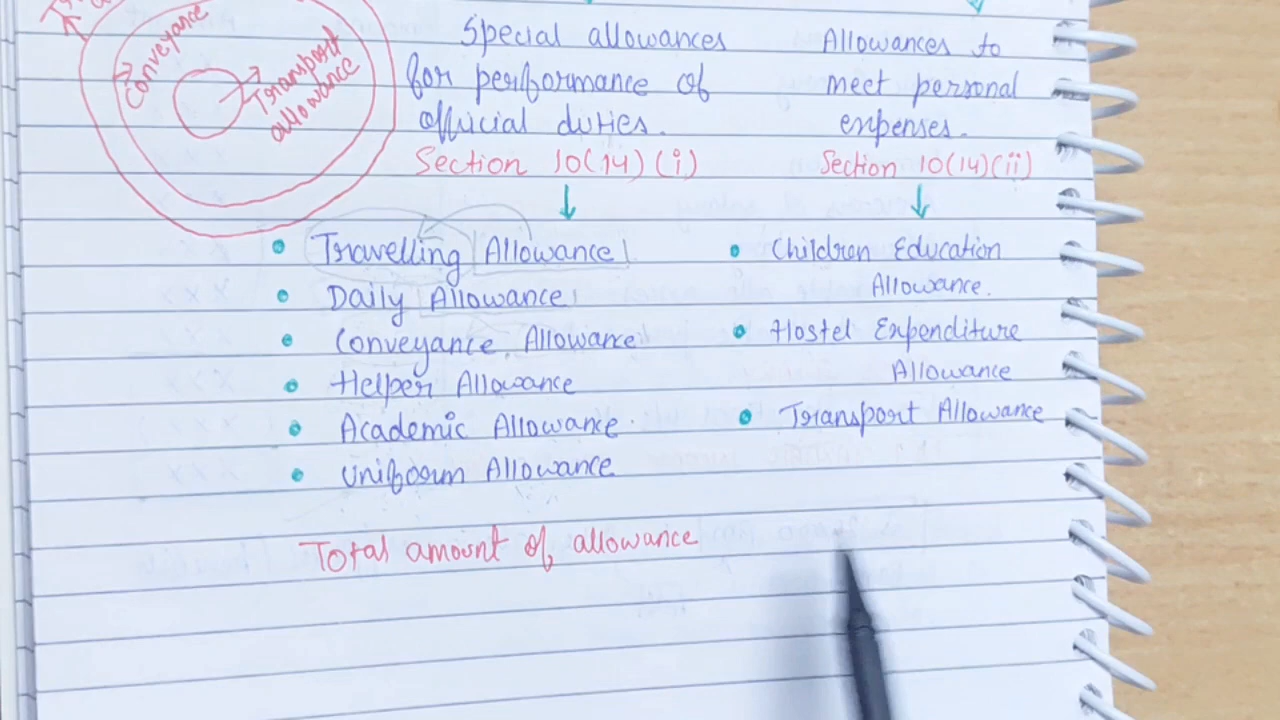 Conveyance
Transport
allowance
Special allowances
for performance of
official duties.
Section 10(14)(i)
Allowances to
meet personal
expenses.
Section 10(14)(ii)
• Travelling Allowance
• Daily Allowance
• Conveyance Allowance
• Helper Allowance
• Academic Allowance
• Uniform Allowance
• Children Education
Allowance.
• Hostel Expenditure
Allowance
• Transport Allowance
Total amount of allowance